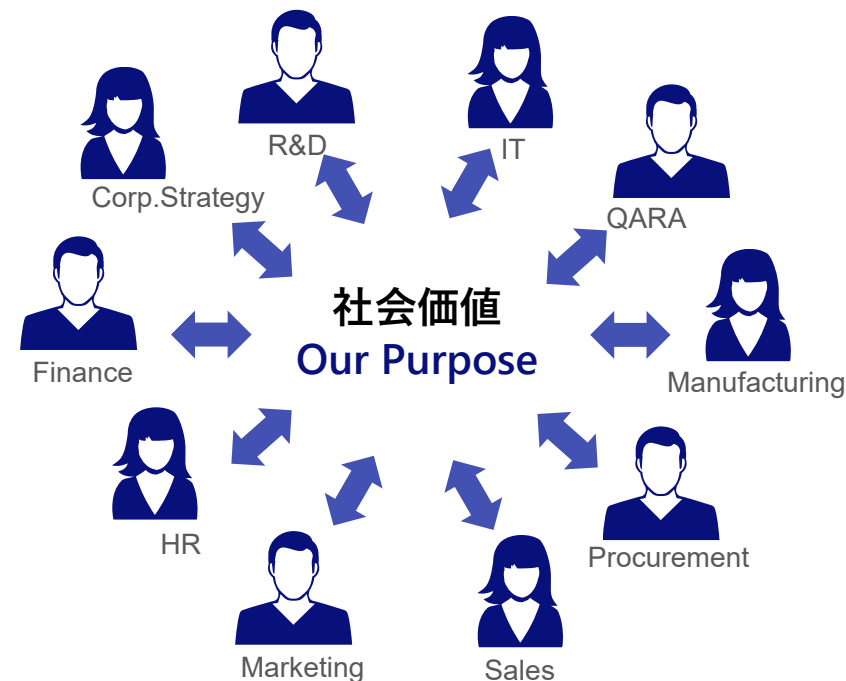 R&D
IT
Corp.Strategy
QARA
社会価値
Our Purpose
Finance
Manufacturing
HR
Procurement
Marketing
Sales